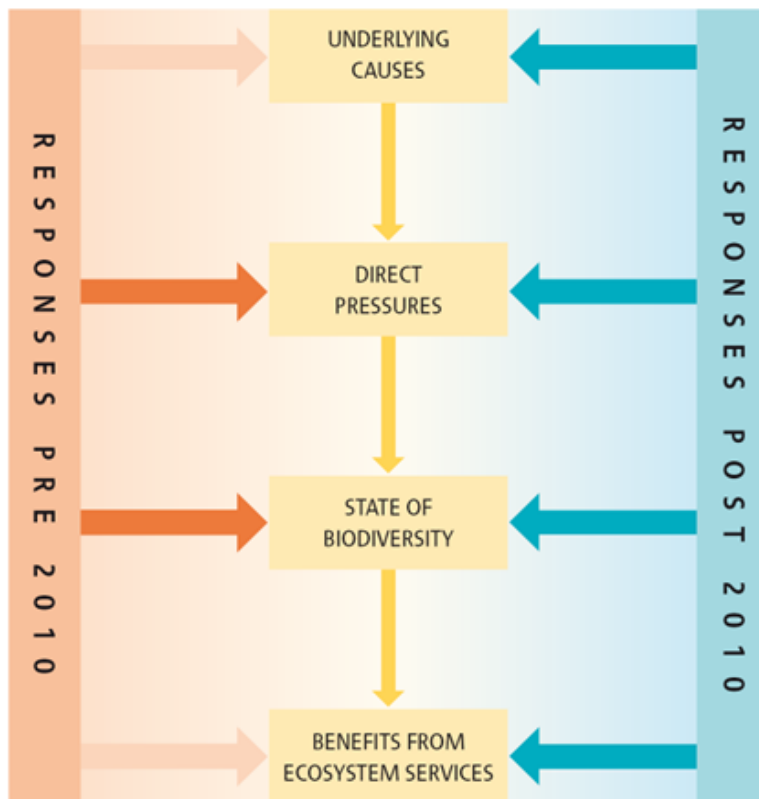 RESPONSES PRE 2010
UNDERLYING
CAUSES
DIRECT
PRESSURES
STATE OF
BIODIVERSITY
BENEFITS FROM
ECOSYSTEM SERVICES
RESPONSES POST 2010